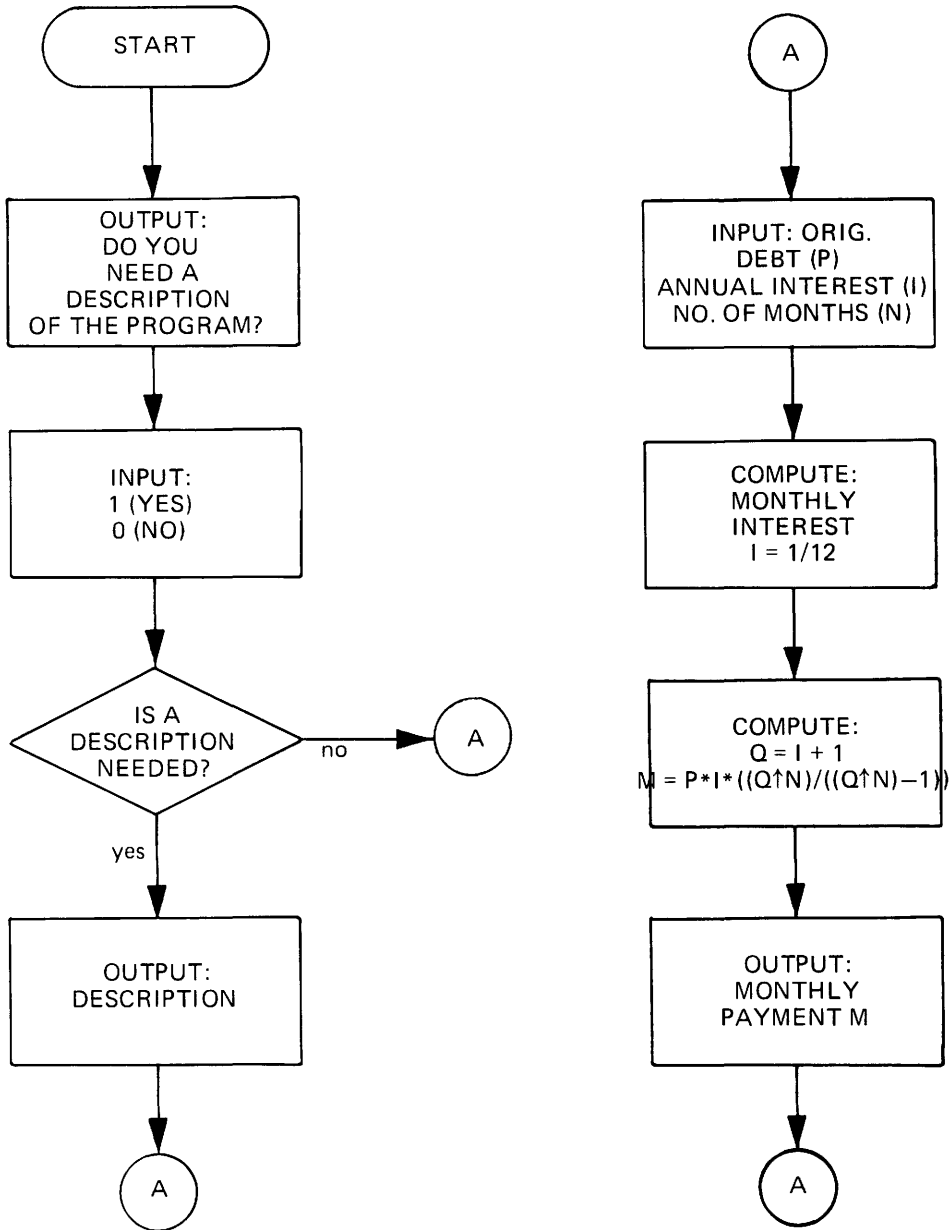 START
OUTPUT:
DO YOU
NEED A
DESCRIPTION
OF THE PROGRAM?
INPUT:
1 (YES)
0 (NO)
IS A
DESCRIPTION
NEEDED?
no
A
yes
OUTPUT:
DESCRIPTION
A
A
INPUT: ORIG.
DEBT (P)
ANNUAL INTEREST (I)
NO. OF MONTHS (N)
COMPUTE:
MONTHLY
INTEREST
I = 1/12
COMPUTE:
Q = I + 1
M = P*I*((Q↑N)/((Q↑N)−1))
OUTPUT:
MONTHLY
PAYMENT M
A